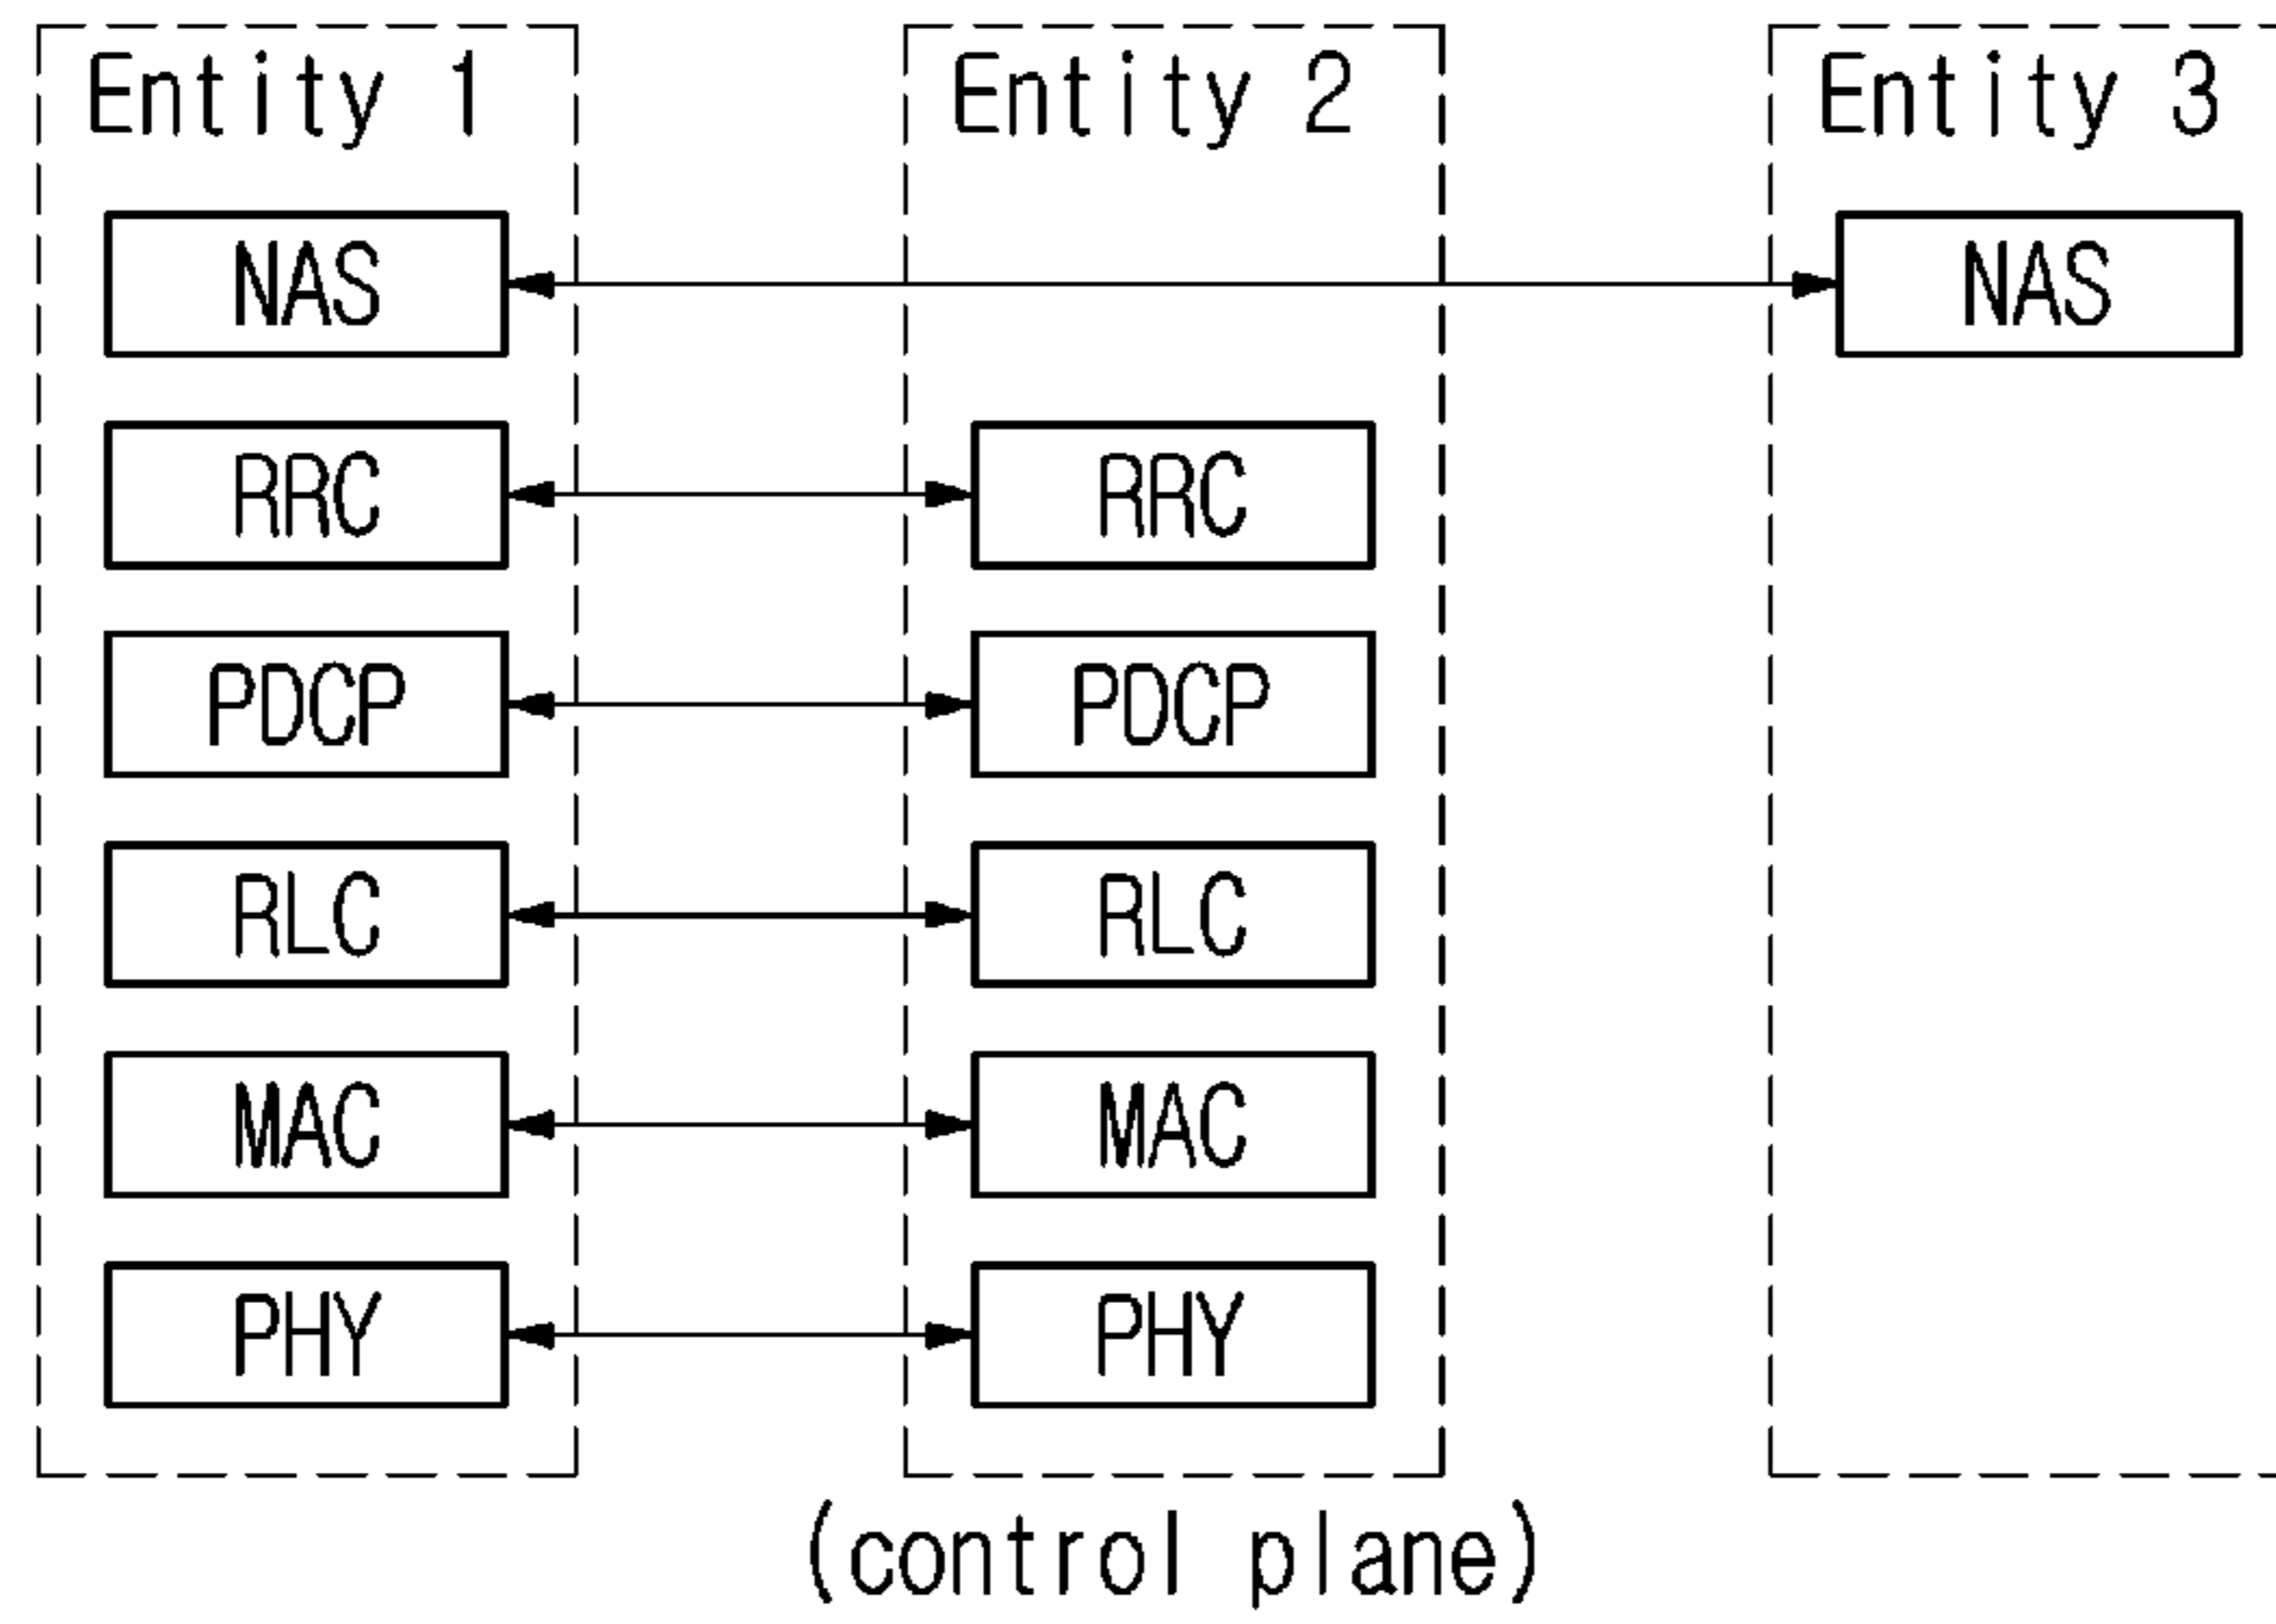 Entity 1 Entity 2 Entity 3
NAS NAS
RRC RRC
PDCP PDCP
RLC RLC
MAC MAC
PHY PHY
(control plane)